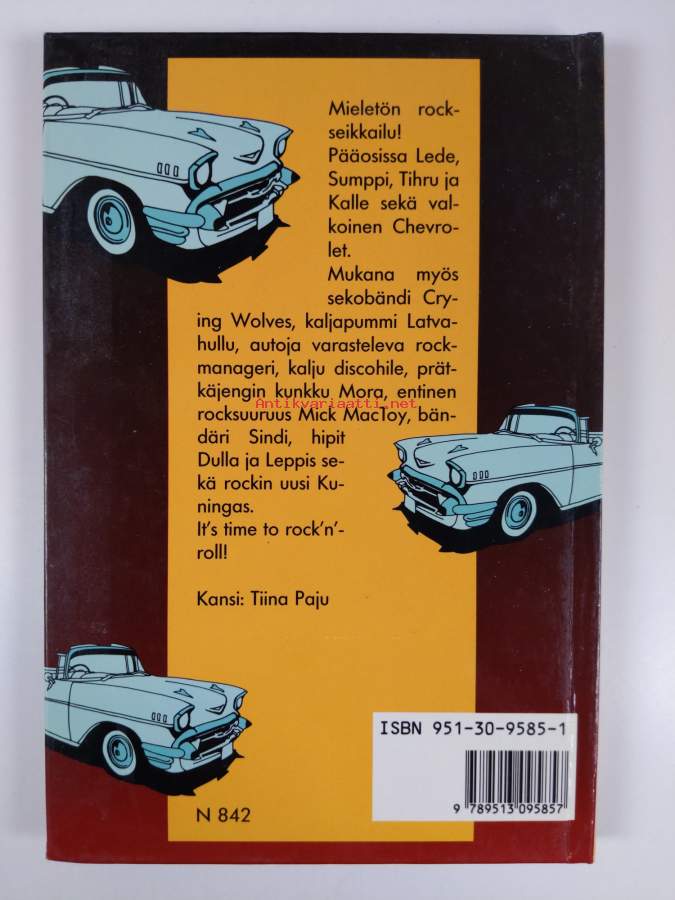 Mieletön rock-
seikkailu!
Pääosissa Lede,
Sumppi, Tihru ja
Kalle sekä val-
koinen Chevro-
let.
Mukana myös
sekobändi Cry-
ing Wolves, kaljapummi Latva-
hullu, autoja varasteleva rock-
manageri, kalju discohile, prät-
käjengin kunkku Mora, entinen
Antikvariaatti.net
rocksuuruus Mick MacToy, bän-
däri Sindi, hipit
Dulla ja Leppis se-
kä rockin uusi Ku-
ningas.
It's time to rock'n'-
roll!
Kansi: Tiina Paju
ISBN 951-30-9585-1
9 789513 095857
N 842